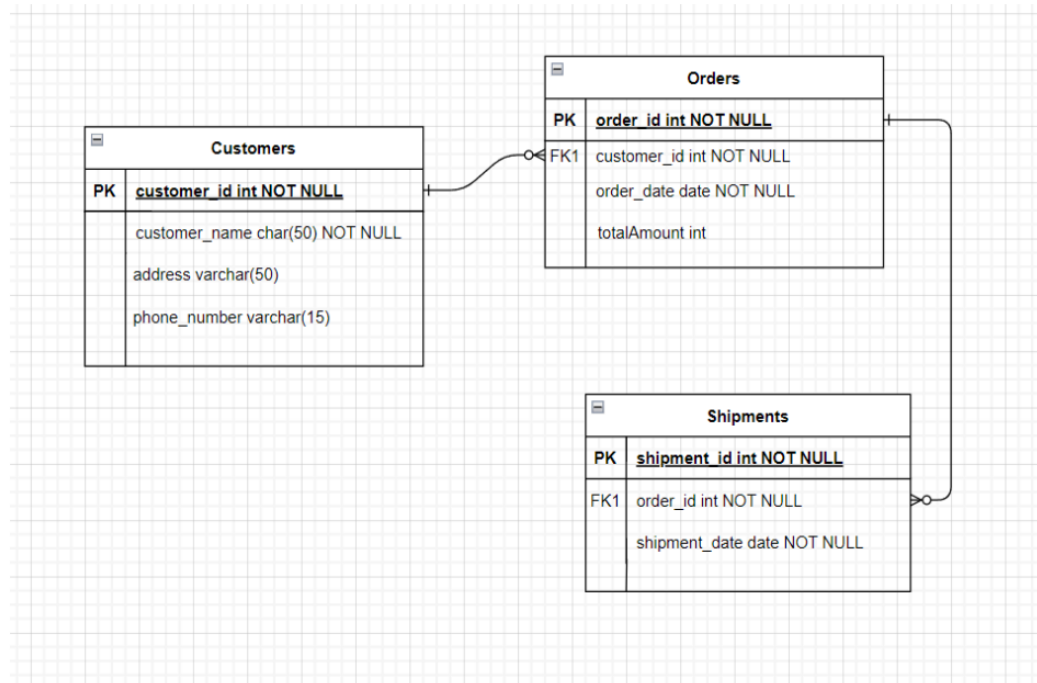 Customers
PK customer_id int NOT NULL
customer_name char(50) NOT NULL
address varchar(50)
phone_number varchar(15)
Orders
PK order_id int NOT NULL
FK1 customer_id int NOT NULL
order_date date NOT NULL
totalAmount int
Shipments
PK shipment_id int NOT NULL
FK1 order_id int NOT NULL
shipment_date date NOT NULL